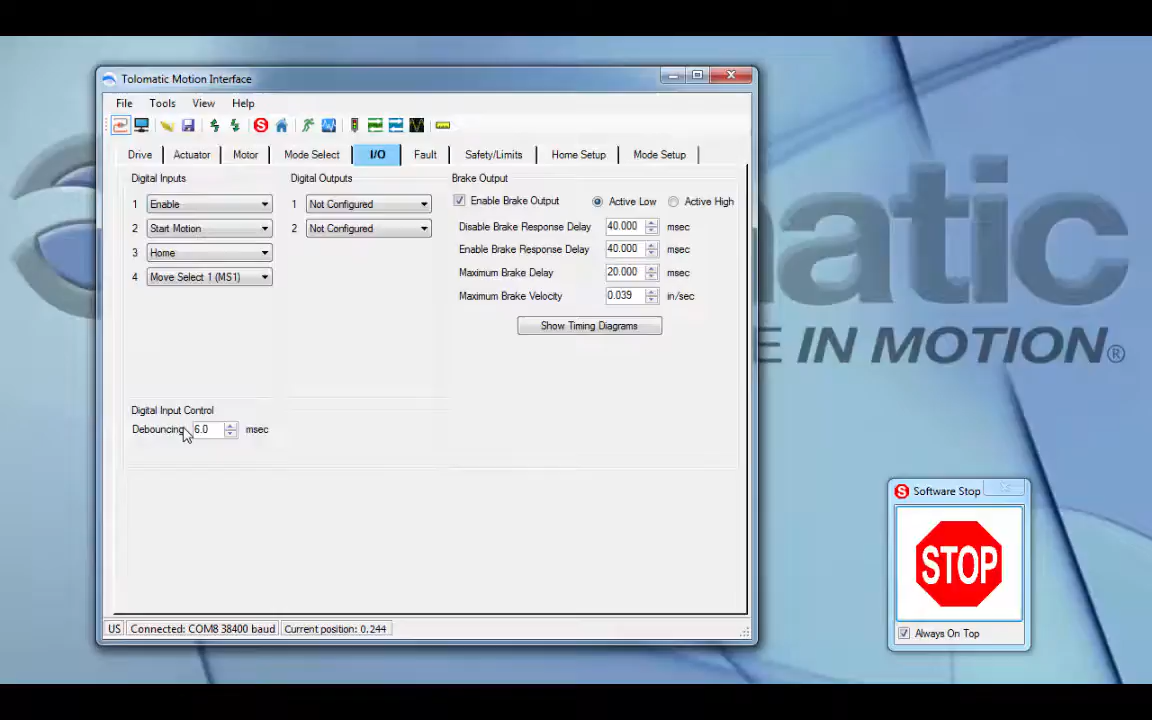 Tolomatic Motion Interface
File Tools View Help
Drive Actuator Motor Mode Select I/O Fault Safety/Limits Home Setup Mode Setup
Digital Inputs
1 Enable
2 Start Motion
3 Home
4 Move Select 1 (MS1)
Digital Outputs
1 Not Configured
2 Not Configured
Brake Output
Enable Brake Output Active Low Active High
Disable Brake Response Delay 40.000 msec
Enable Brake Response Delay 40.000 msec
Maximum Brake Delay 20.000 msec
Maximum Brake Velocity 0.039 in/sec
Show Timing Diagrams
Digital Input Control
Debouncing 6.0 msec
US Connected: COM8 38400 baud Current position: 0.244
matic
E IN MOTION®
S Software Stop
STOP
Always On Top